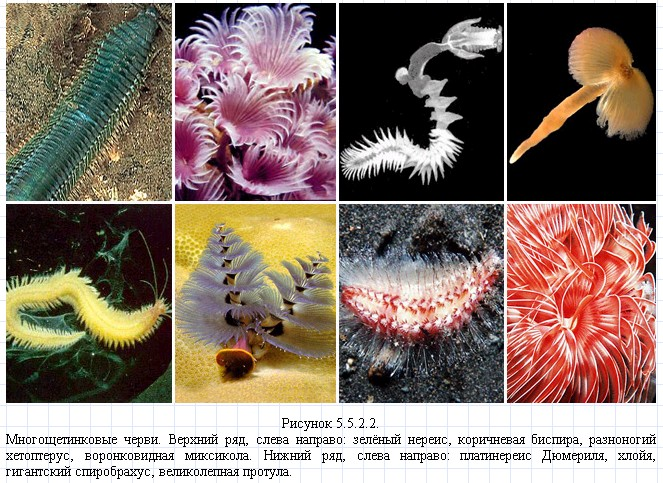 Рисунок 5.5.2.2.
Многощетинковые черви. Верхний ряд, слева направо: зелёный нереис, коричневая биспира, разноногий
хетоптерус, воронковидная миксикола. Нижний ряд, слева направо: платинереис Дюмериля, хлойя,
гигантский спиробрахус, великолепная протула.